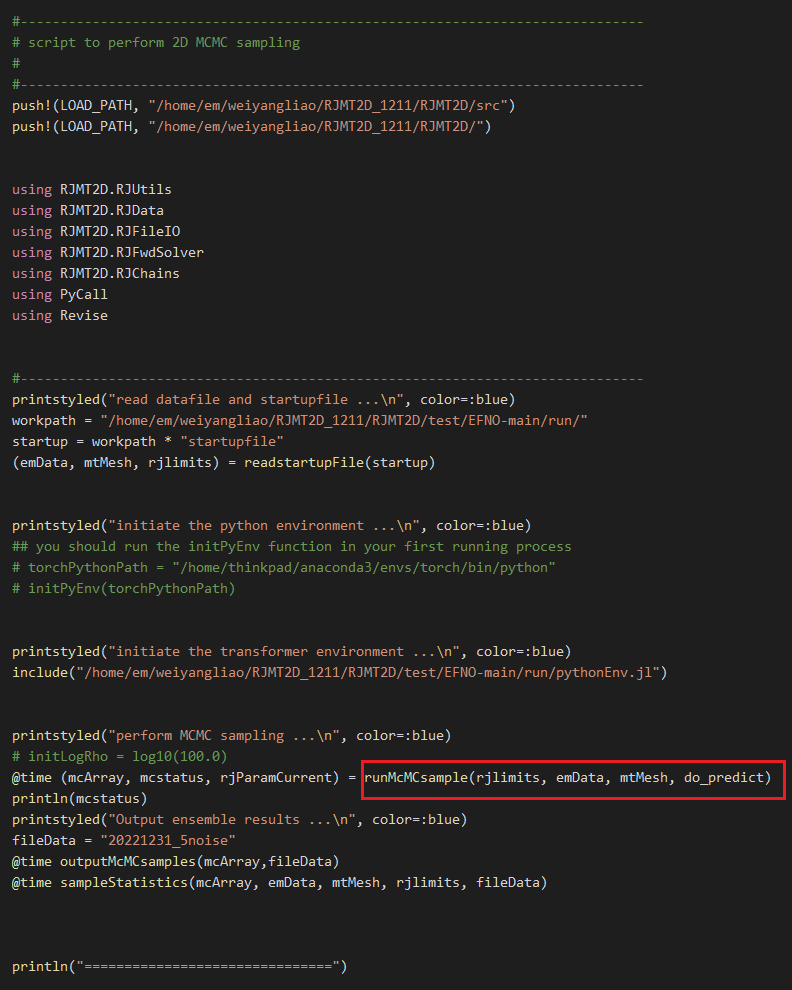 #------------------------------------------------------------------------------
# script to perform 2D MCMC sampling
#
#------------------------------------------------------------------------------
push!(LOAD_PATH, "/home/em/weiyangliao/RJMT2D_1211/RJMT2D/src")
push!(LOAD_PATH, "/home/em/weiyangliao/RJMT2D_1211/RJMT2D/")
using RJMT2D.RJUtils
using RJMT2D.RJData
using RJMT2D.RJFileIO
using RJMT2D.RJFwdSolver
using RJMT2D.RJChains
using PyCall
using Revise
#------------------------------------------------------------------------------
printstyled("read datafile and startupfile ...\n", color=:blue)
workpath = "/home/em/weiyangliao/RJMT2D_1211/RJMT2D/test/EFNO-main/run/"
startup = workpath * "startupfile"
(emData, mtMesh, rjlimits) = readstartupFile(startup)
printstyled("initiate the python environment ...\n", color=:blue)
## you should run the initPyEnv function in your first running process
# torchPythonPath = "/home/thinkpad/anaconda3/envs/torch/bin/python"
# initPyEnv(torchPythonPath)
printstyled("initiate the transformer environment ...\n", color=:blue)
include("/home/em/weiyangliao/RJMT2D_1211/RJMT2D/test/EFNO-main/run/pythonEnv.jl")
printstyled("perform MCMC sampling ...\n", color=:blue)
# initLogRho = log10(100.0)
@time (mcArray, mcstatus, rjParamCurrent) = runMcMCsample(rjlimits, emData, mtMesh, do_predict)
println(mcstatus)
printstyled("Output ensemble results ...\n", color=:blue)
fileData = "20221231_5noise"
@time outputMcMCsamples(mcArray,fileData)
@time sampleStatistics(mcArray, emData, mtMesh, rjlimits, fileData)
println("===============================")